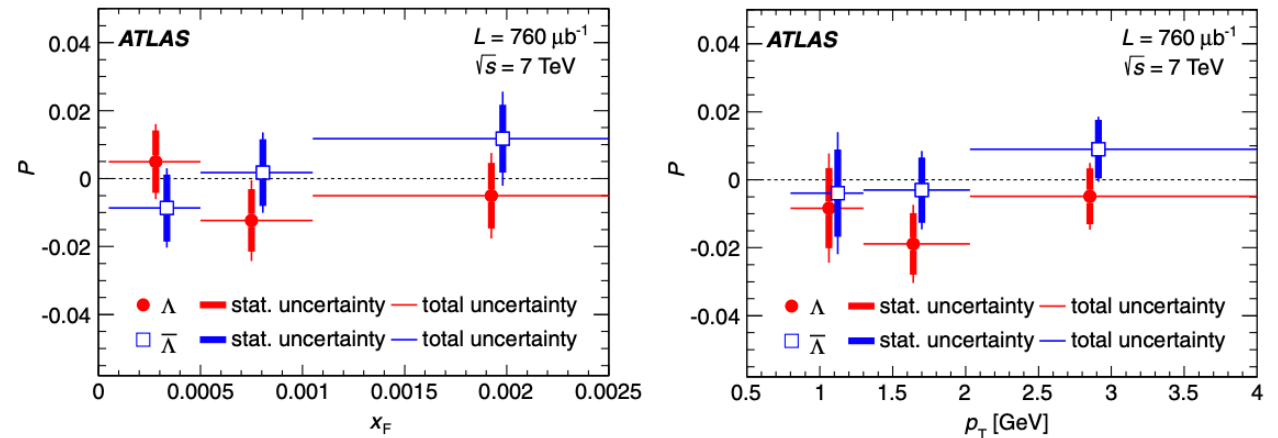 ATLAS
L = 760 μb-1
√s = 7 TeV
P
0.04
0.02
0
-0.02
-0.04
Λ stat. uncertainty total uncertainty
Λ̅ stat. uncertainty total uncertainty
0 0.0005 0.001 0.0015 0.002 0.0025
xF
ATLAS
L = 760 μb-1
√s = 7 TeV
P
0.04
0.02
0
-0.02
-0.04
Λ stat. uncertainty total uncertainty
Λ̅ stat. uncertainty total uncertainty
0.5 1 1.5 2 2.5 3 3.5 4
pT [GeV]